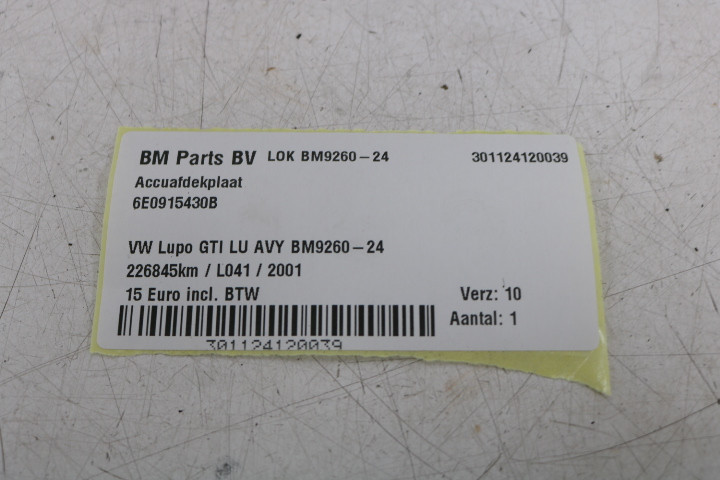 BM Parts BV LOK BM9260-24 301124120039
Accuafdekplaat
6E0915430B
VW Lupo GTI LU AVY BM9260-24
226845km / L041 / 2001
15 Euro incl. BTW Verz: 10
Aantal: 1
301124120039